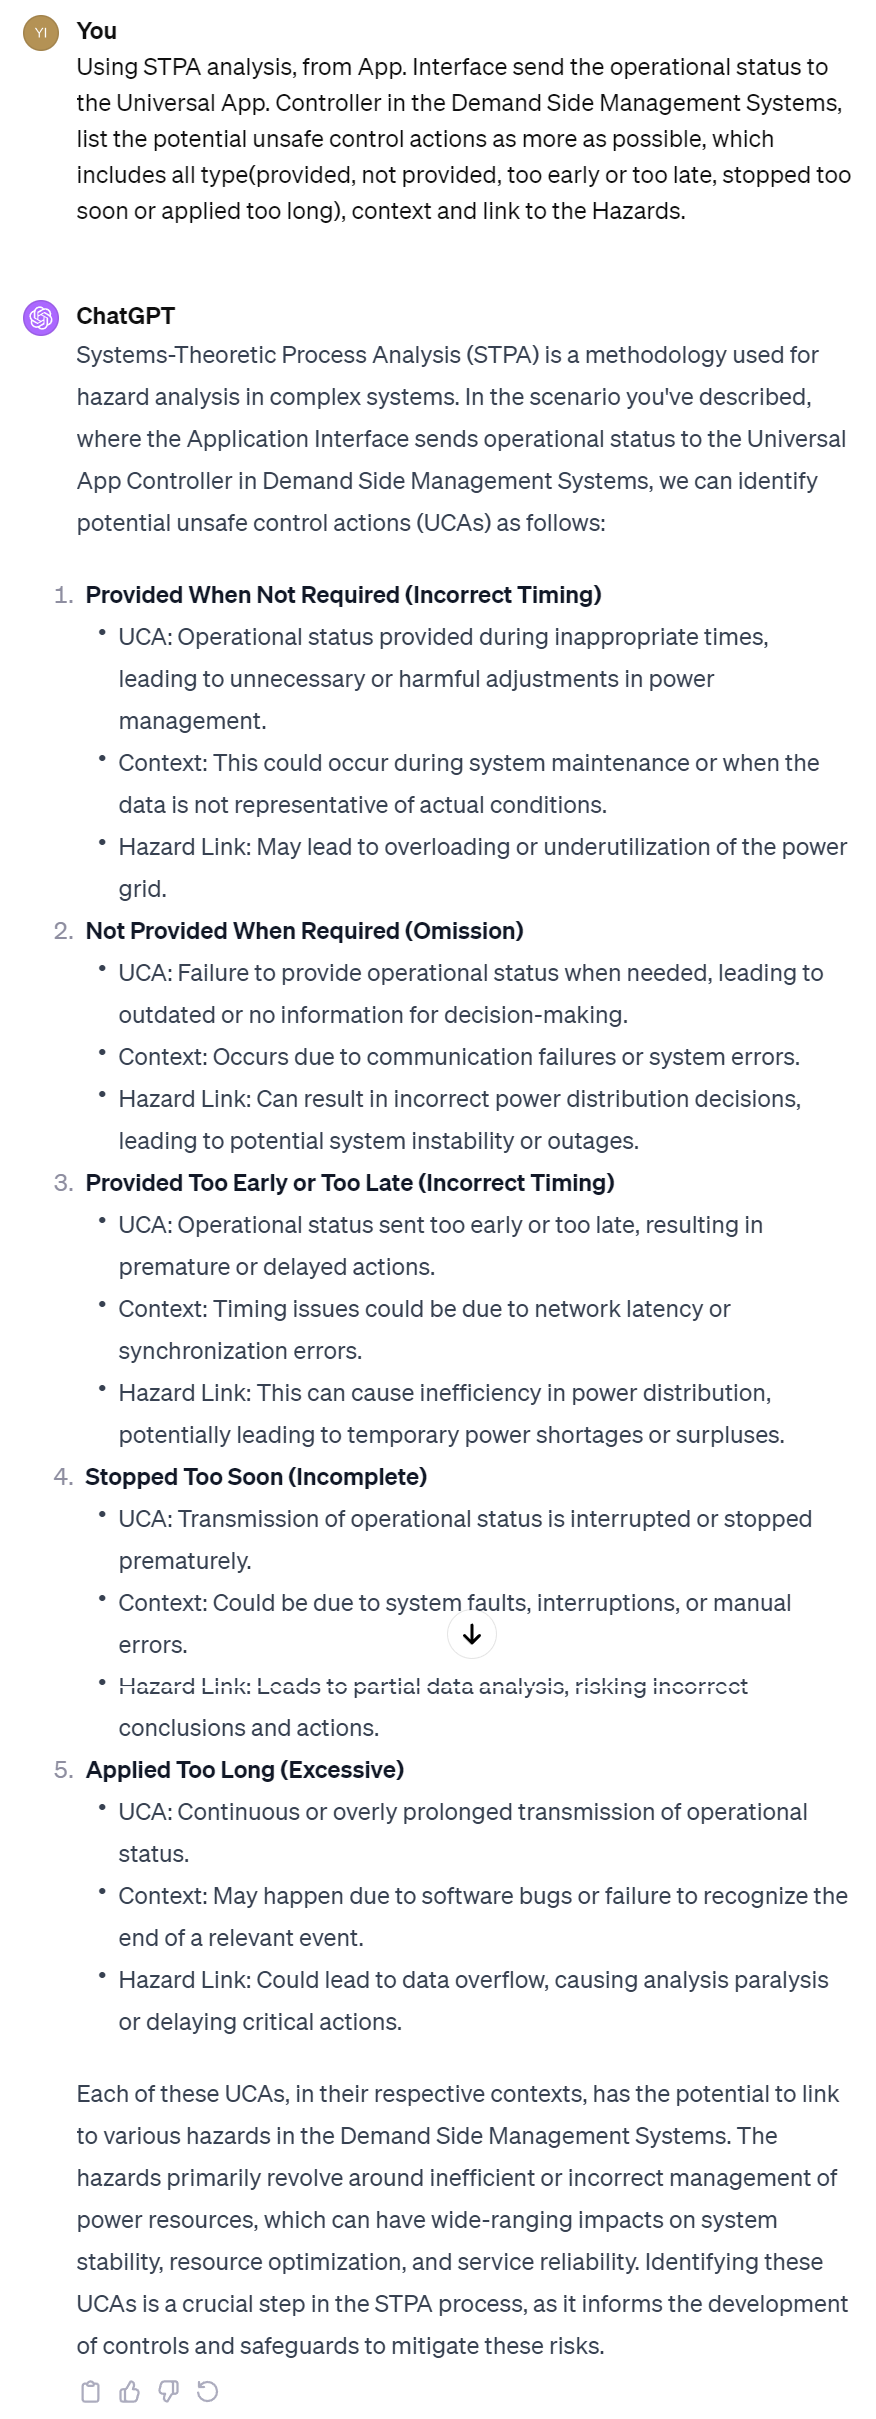 YI
You
Using STPA analysis, from App. Interface send the operational status to
the Universal App. Controller in the Demand Side Management Systems,
list the potential unsafe control actions as more as possible, which
includes all type(provided, not provided, too early or too late, stopped too
soon or applied too long), context and link to the Hazards.
ChatGPT
Systems-Theoretic Process Analysis (STPA) is a methodology used for
hazard analysis in complex systems. In the scenario you've described,
where the Application Interface sends operational status to the Universal
App Controller in Demand Side Management Systems, we can identify
potential unsafe control actions (UCAs) as follows:
1. Provided When Not Required (Incorrect Timing)
• UCA: Operational status provided during inappropriate times,
leading to unnecessary or harmful adjustments in power
management.
• Context: This could occur during system maintenance or when the
data is not representative of actual conditions.
• Hazard Link: May lead to overloading or underutilization of the power
grid.
2. Not Provided When Required (Omission)
• UCA: Failure to provide operational status when needed, leading to
outdated or no information for decision-making.
• Context: Occurs due to communication failures or system errors.
• Hazard Link: Can result in incorrect power distribution decisions,
leading to potential system instability or outages.
3. Provided Too Early or Too Late (Incorrect Timing)
• UCA: Operational status sent too early or too late, resulting in
premature or delayed actions.
• Context: Timing issues could be due to network latency or
synchronization errors.
• Hazard Link: This can cause inefficiency in power distribution,
potentially leading to temporary power shortages or surpluses.
4. Stopped Too Soon (Incomplete)
• UCA: Transmission of operational status is interrupted or stopped
prematurely.
• Context: Could be due to system faults, interruptions, or manual
errors.
• Hazard Link: Leads to partial data analysis, risking incorrect
conclusions and actions.
5. Applied Too Long (Excessive)
• UCA: Continuous or overly prolonged transmission of operational
status.
• Context: May happen due to software bugs or failure to recognize the
end of a relevant event.
• Hazard Link: Could lead to data overflow, causing analysis paralysis
or delaying critical actions.
Each of these UCAs, in their respective contexts, has the potential to link
to various hazards in the Demand Side Management Systems. The
hazards primarily revolve around inefficient or incorrect management of
power resources, which can have wide-ranging impacts on system
stability, resource optimization, and service reliability. Identifying these
UCAs is a crucial step in the STPA process, as it informs the development
of controls and safeguards to mitigate these risks.